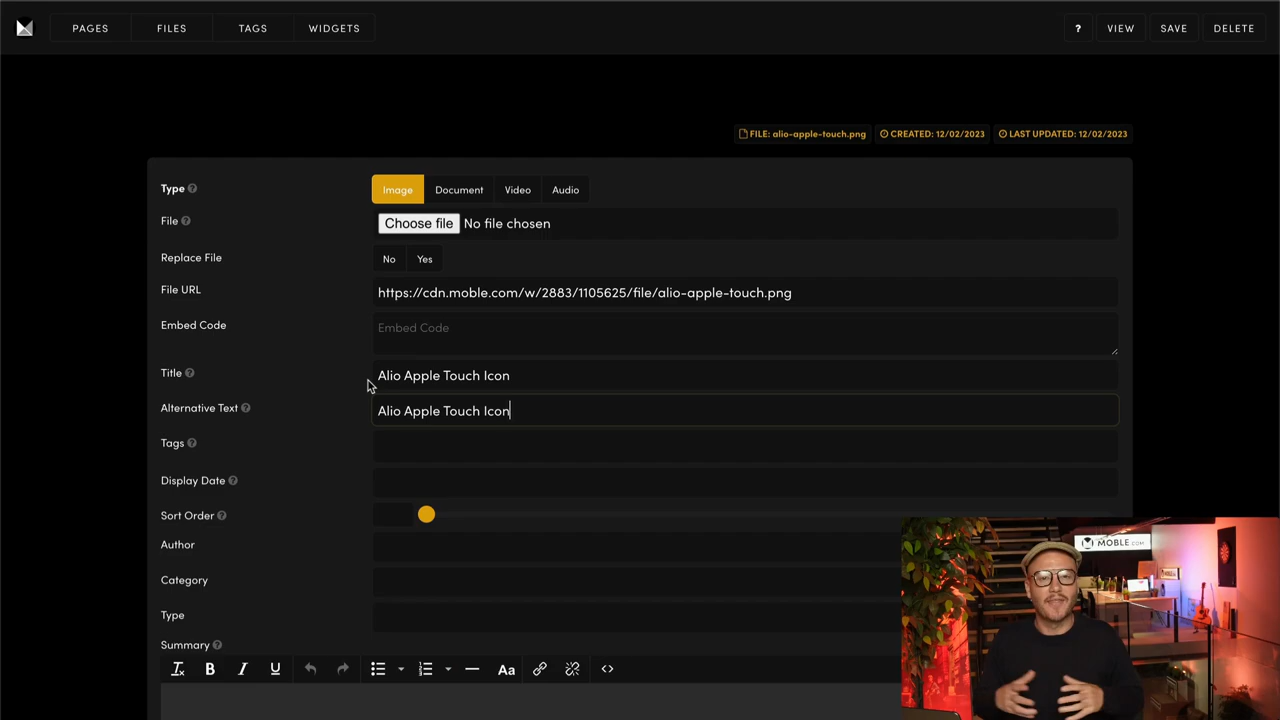 PAGES FILES TAGS WIDGETS ? VIEW SAVE DELETE
FILE: alio-apple-touch.png CREATED: 12/02/2023 LAST UPDATED: 12/02/2023
Type ? Image Document Video Audio
File ? Choose file No file chosen
Replace File No Yes
File URL https://cdn.moble.com/w/2883/1105625/file/alio-apple-touch.png
Embed Code Embed Code
Title ? Alio Apple Touch Icon
Alternative Text ? Alio Apple Touch Icon
Tags ?
Display Date ?
Sort Order ?
Author
Category
Type
Summary ?
B I U Aa
MOBLE.COM